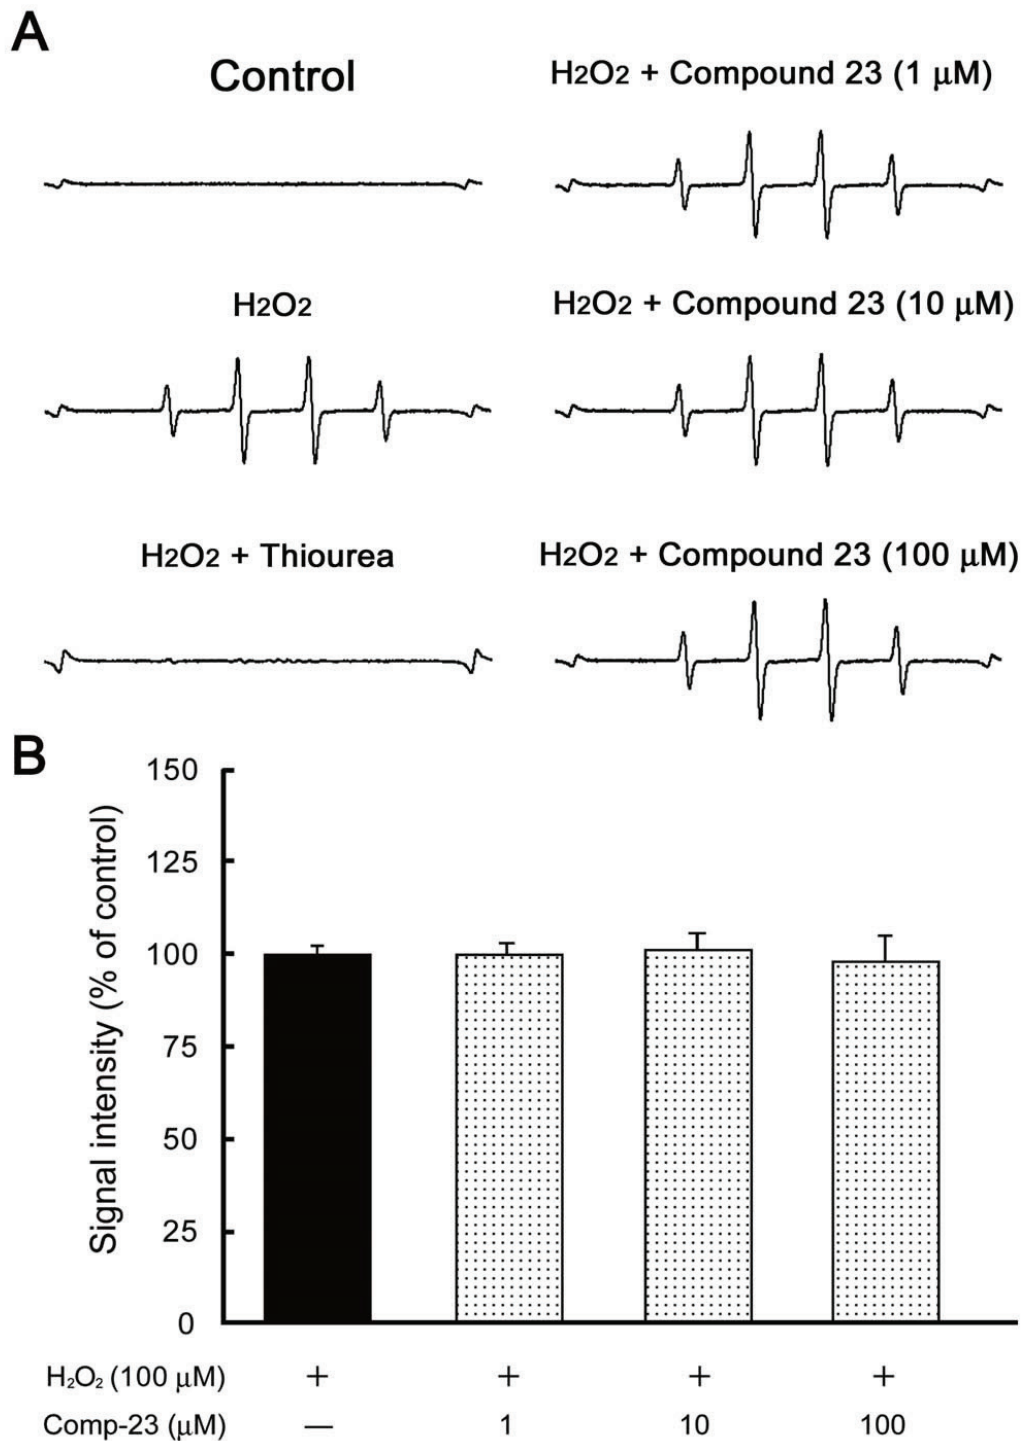 A
Control
H2O2 + Compound 23 (1 μM)
H2O2
H2O2 + Compound 23 (10 μM)
H2O2 + Thiourea
H2O2 + Compound 23 (100 μM)
B
Signal intensity (% of control)
150
125
100
75
50
25
0
H₂O₂ (100 μM) + + + +
Comp-23 (μM) — 1 10 100